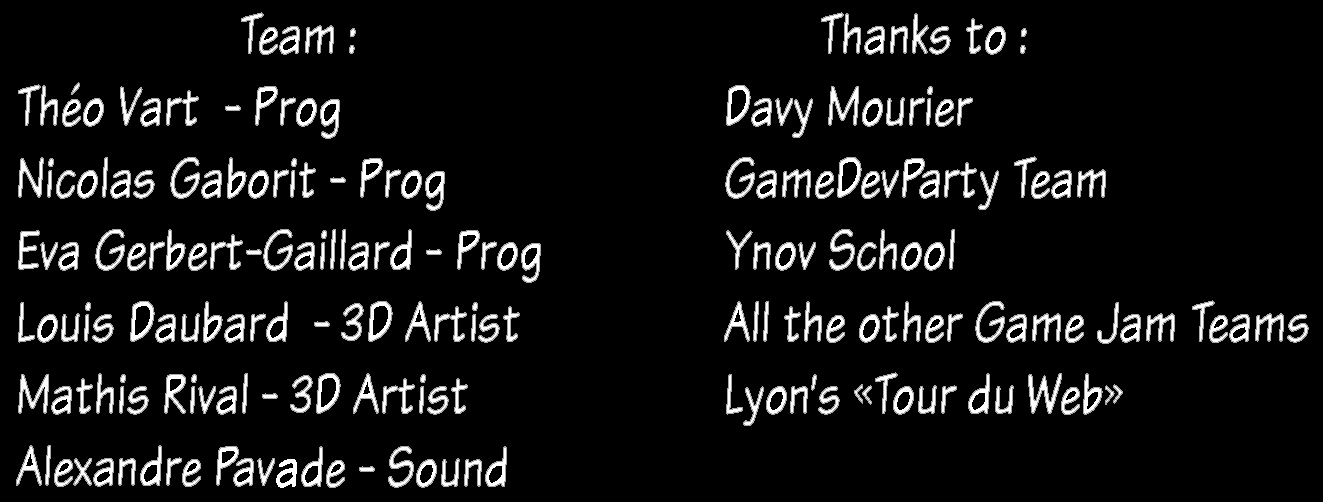 Team :
Théo Vart - Prog
Nicolas Gaborit - Prog
Eva Gerbert-Gaillard - Prog
Louis Daubard - 3D Artist
Mathis Rival - 3D Artist
Alexandre Pavade - Sound
Thanks to :
Davy Mourier
GameDevParty Team
Ynov School
All the other Game Jam Teams
Lyon's «Tour du Web»